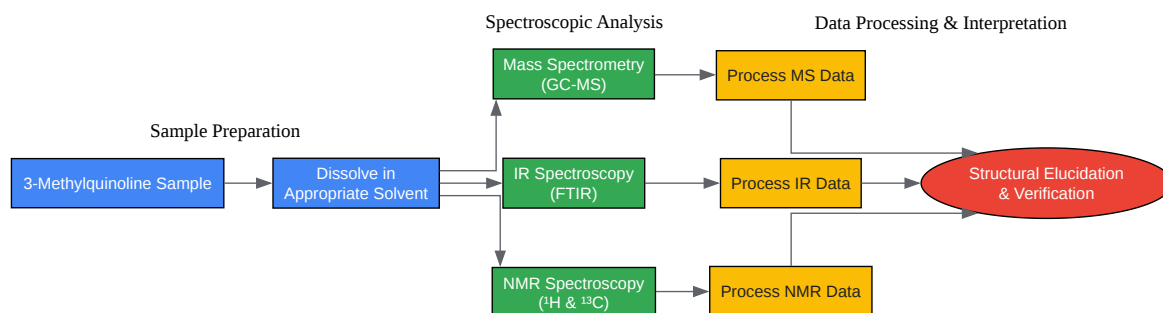 Spectroscopic Analysis
Data Processing & Interpretation
Mass Spectrometry
(GC-MS)
Process MS Data
Sample Preparation
3-Methylquinoline Sample
Dissolve in
Appropriate Solvent
IR Spectroscopy
(FTIR)
Process IR Data
Structural Elucidation
& Verification
NMR Spectroscopy
(¹H & ¹³C)
Process NMR Data